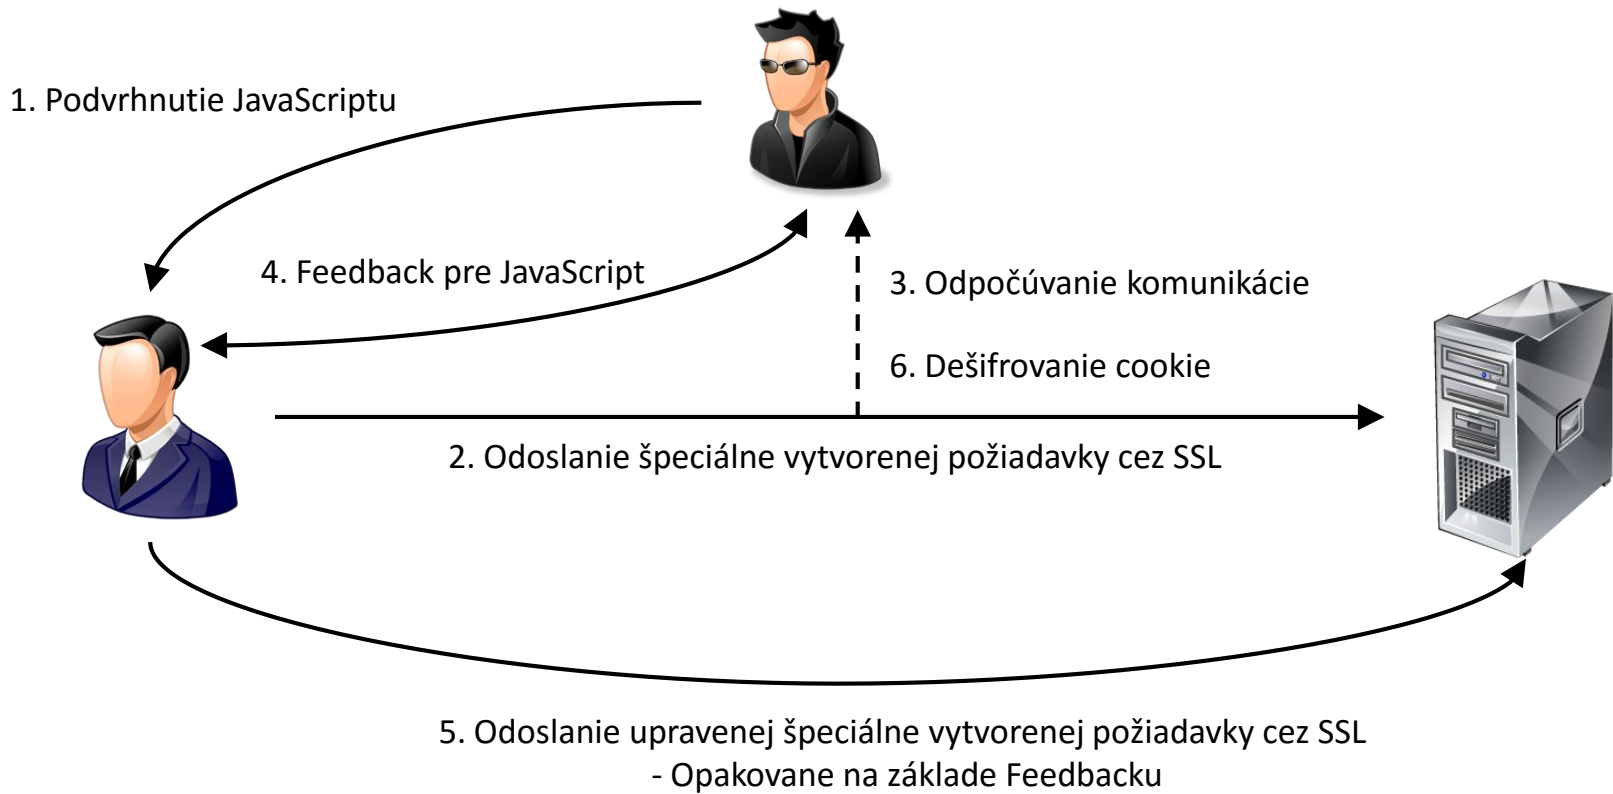 1. Podvrhnutie JavaScriptu
4. Feedback pre JavaScript
3. Odpočúvanie komunikácie
6. Dešifrovanie cookie
2. Odoslanie špeciálne vytvorenej požiadavky cez SSL
5. Odoslanie upravenej špeciálne vytvorenej požiadavky cez SSL
- Opakovane na základe Feedbacku